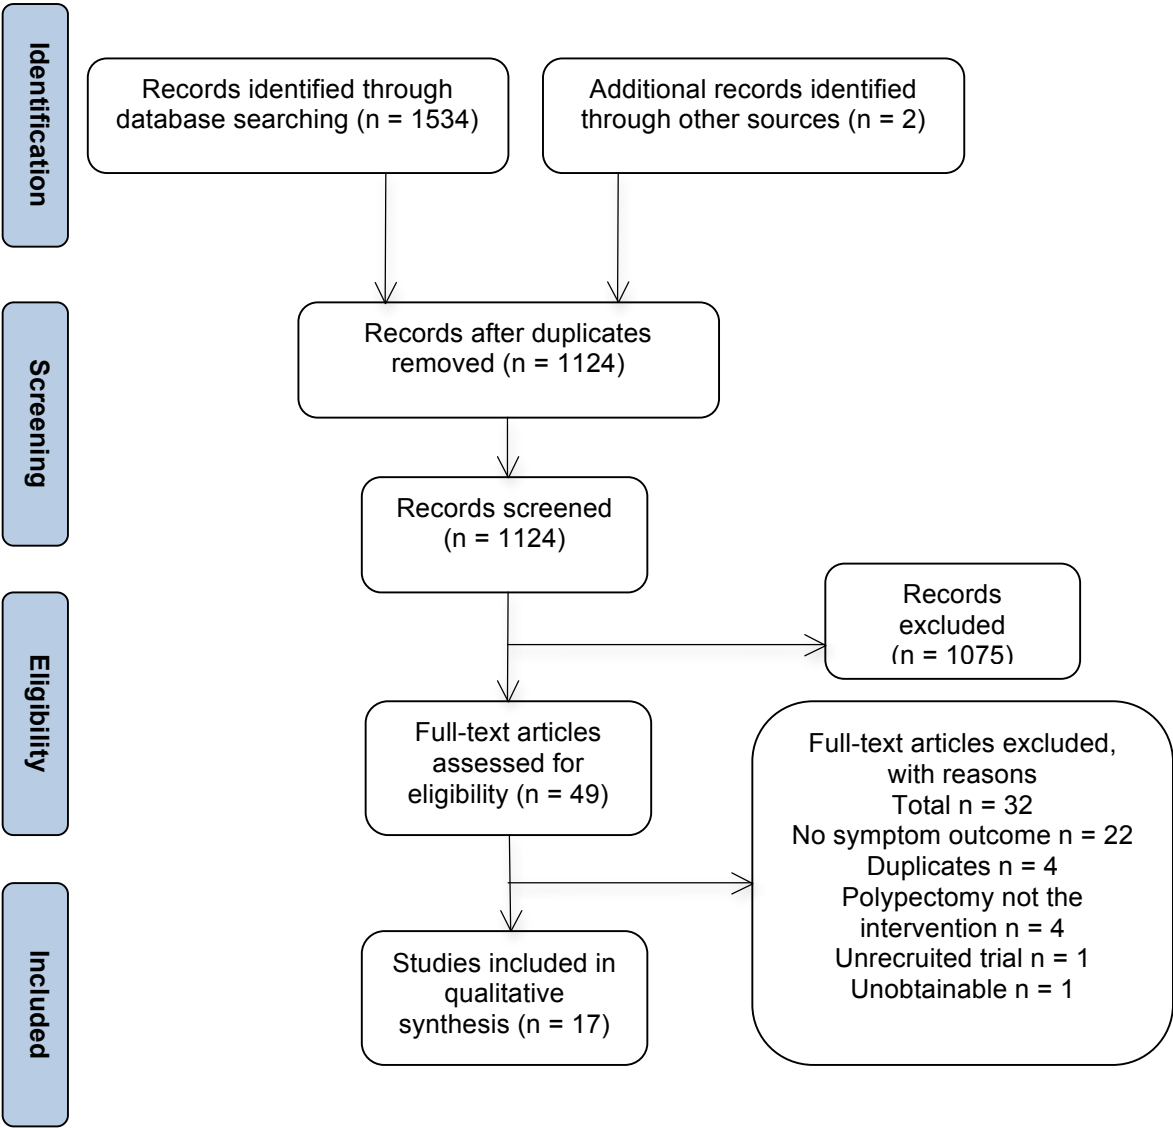 Identification
Records identified through
database searching (n = 1534)
Additional records identified
through other sources (n = 2)
Screening
Records after duplicates
removed (n = 1124)
Records screened
(n = 1124)
Records
excluded
(n = 1075)
Eligibility
Full-text articles
assessed for
eligibility (n = 49)
Full-text articles excluded,
with reasons
Total n = 32
No symptom outcome n = 22
Duplicates n = 4
Polypectomy not the
intervention n = 4
Unrecruited trial n = 1
Unobtainable n = 1
Included
Studies included in
qualitative
synthesis (n = 17)